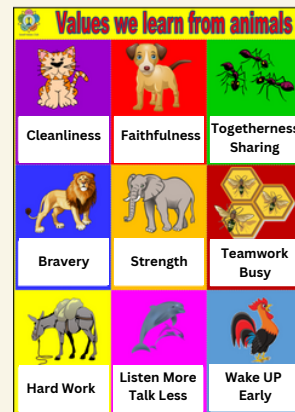 Values we learn from animals
Cleanliness
Faithfulness
Togetherness
Sharing
Bravery
Strength
Teamwork
Busy
Hard Work
Listen More
Talk Less
Wake UP
Early